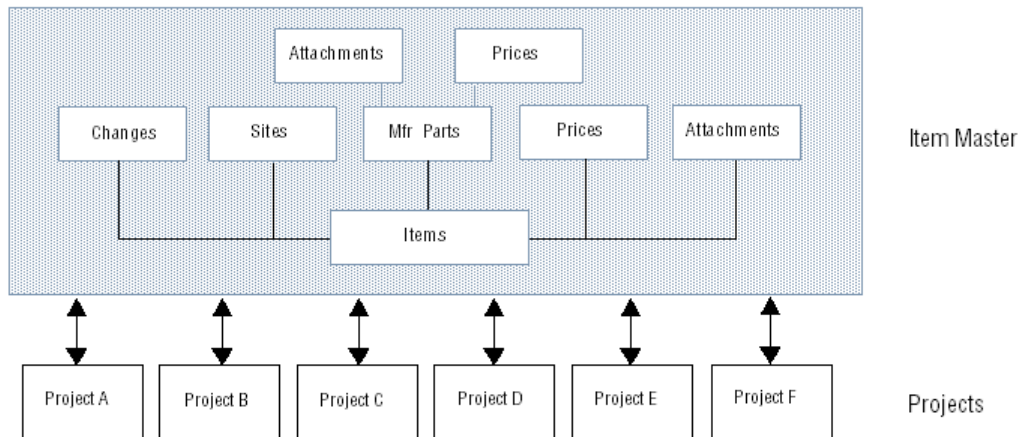 Attachments
Prices
Changes
Sites
Mfr Parts
Prices
Attachments
Item Master
Items
Project A
Project B
Project C
Project D
Project E
Project F
Projects